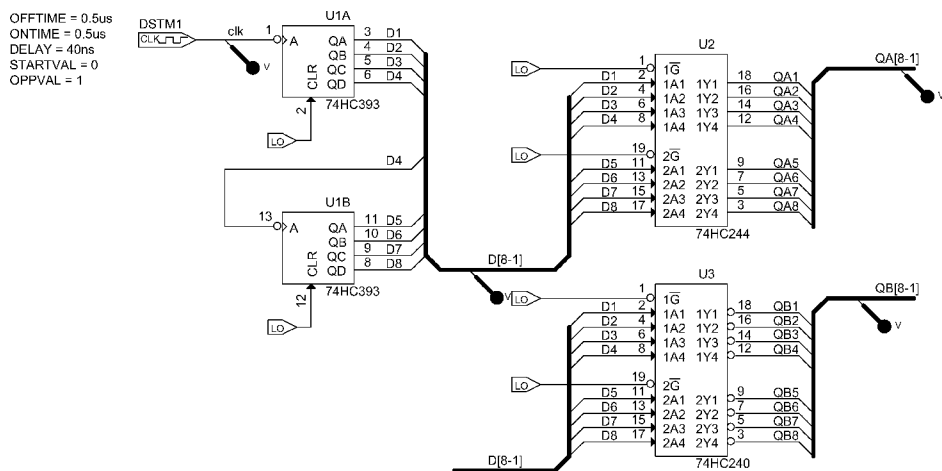 OFFTIME = 0.5us
ONTIME = 0.5us
DELAY = 40ns
STARTVAL = 0
OPPVAL = 1
DSTM1
CLK
clk
U1A
1
A
QA 3 D1
QB 4 D2
QC 5 D3
QD 6 D4
CLR
2
74HC393
LO
D4
U1B
13
A
QA 11 D5
QB 10 D6
QC 9 D7
QD 8 D8
CLR
12
74HC393
LO
V
D[8-1]
V
U2
LO
1 1G
D1 2 1A1 1Y1 18 QA1
D2 4 1A2 1Y2 16 QA2
D3 6 1A3 1Y3 14 QA3
D4 8 1A4 1Y4 12 QA4
LO
19 2G
D5 11 2A1 2Y1 9 QA5
D6 13 2A2 2Y2 7 QA6
D7 15 2A3 2Y3 5 QA7
D8 17 2A4 2Y4 3 QA8
74HC244
QA[8-1]
V
U3
LO
1 1G
D1 2 1A1 1Y1 18 QB1
D2 4 1A2 1Y2 16 QB2
D3 6 1A3 1Y3 14 QB3
D4 8 1A4 1Y4 12 QB4
LO
19 2G
D5 11 2A1 2Y1 9 QB5
D6 13 2A2 2Y2 7 QB6
D7 15 2A3 2Y3 5 QB7
D8 17 2A4 2Y4 3 QB8
74HC240
QB[8-1]
V
D[8-1]